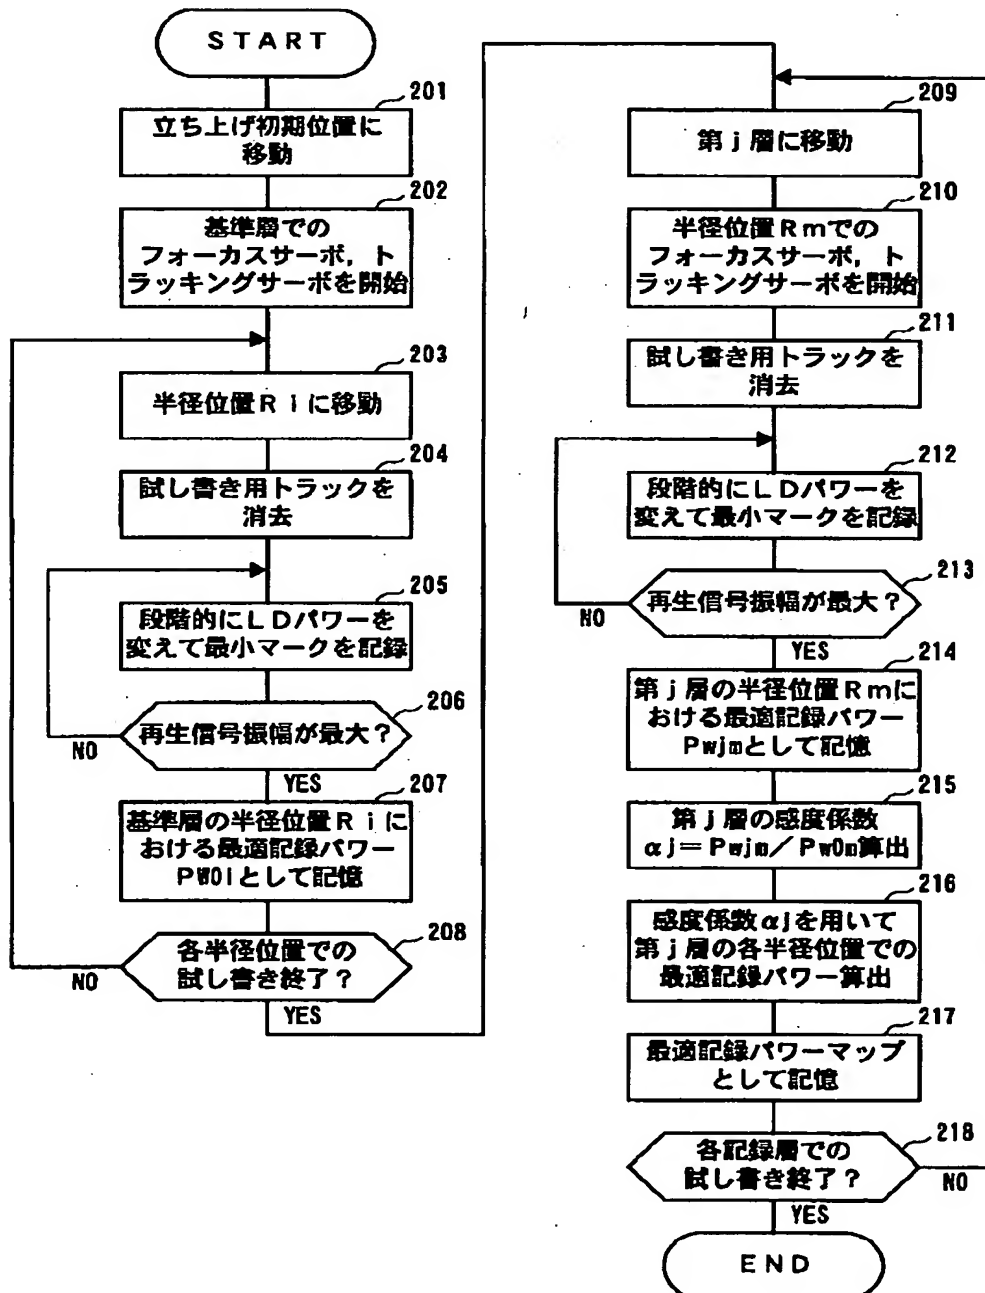 START
201
立ち上げ初期位置に
移動
202
基準層での
フォーカスサーボ，ト
ラッキングサーボを開始
203
半径位置Ｒｉに移動
204
試し書き用トラックを
消去
205
段階的にＬＤパワーを
変えて最小マークを記録
206
再生信号振幅が最大？
NO
YES
207
基準層の半径位置Ｒｉに
おける最適記録パワー
PW0iとして記憶
208
各半径位置での
試し書き終了？
NO
YES
209
第ｊ層に移動
210
半径位置Ｒｍでの
フォーカスサーボ，ト
ラッキングサーボを開始
211
試し書き用トラックを
消去
212
段階的にＬＤパワーを
変えて最小マークを記録
213
再生信号振幅が最大？
NO
YES
214
第ｊ層の半径位置Ｒｍに
おける最適記録パワー
Pwjmとして記憶
215
第ｊ層の感度係数
αj＝Pwjm／Pw0m算出
216
感度係数αjを用いて
第ｊ層の各半径位置での
最適記録パワー算出
217
最適記録パワーマップ
として記憶
218
各記録層での
試し書き終了？
NO
YES
END